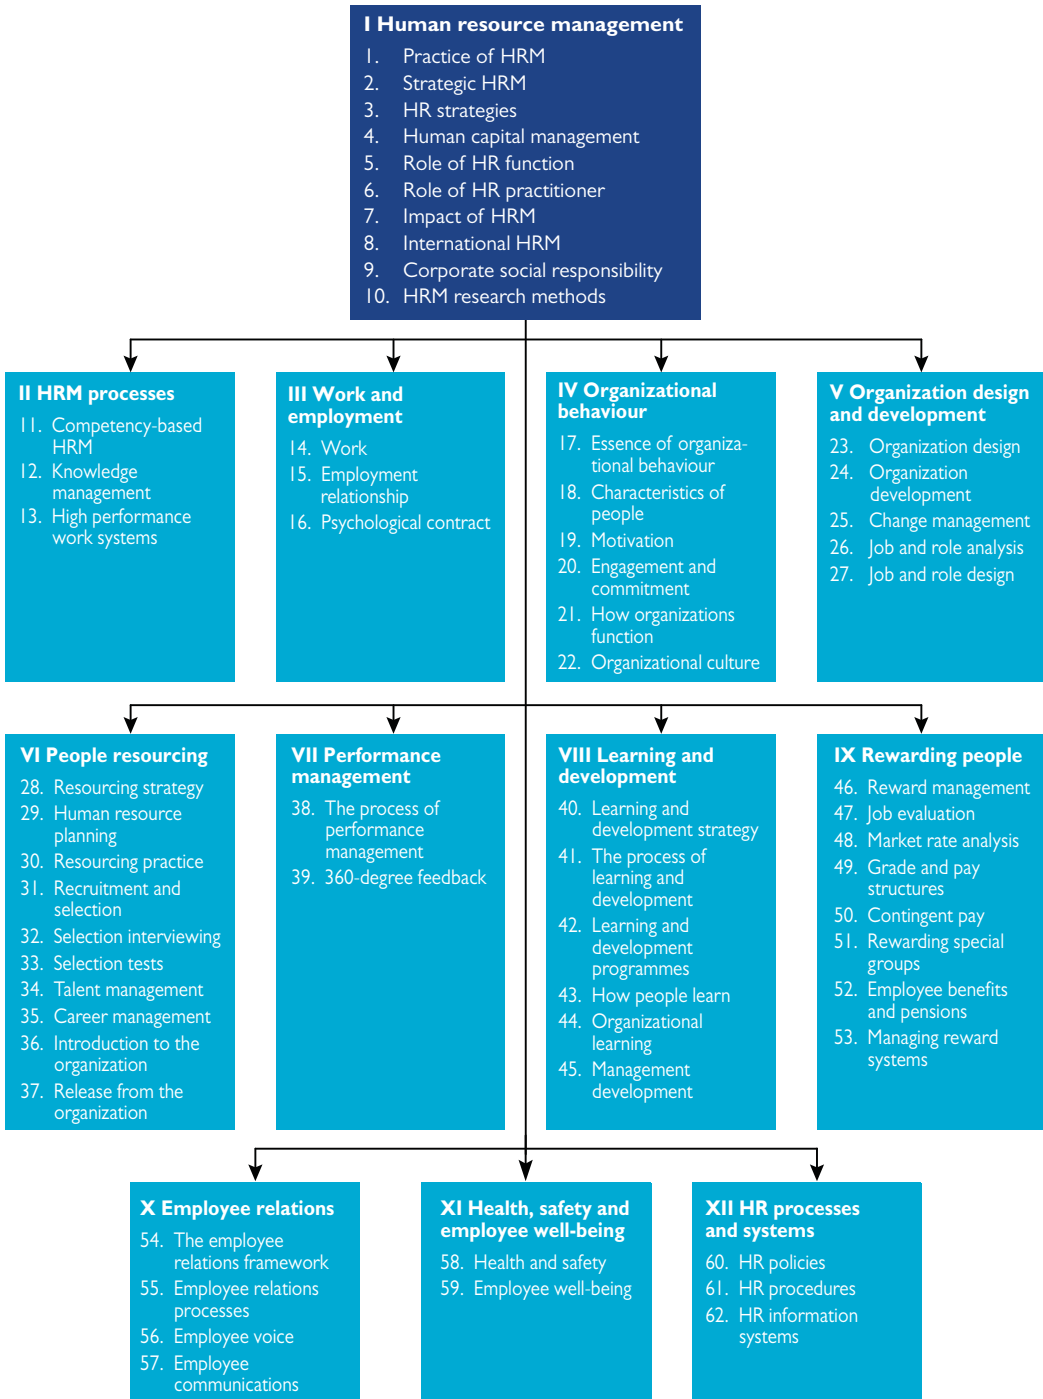 I Human resource management
1. Practice of HRM
2. Strategic HRM
3. HR strategies
4. Human capital management
5. Role of HR function
6. Role of HR practitioner
7. Impact of HRM
8. International HRM
9. Corporate social responsibility
10. HRM research methods
II HRM processes
11. Competency-based
HRM
12. Knowledge
management
13. High performance
work systems
III Work and
employment
14. Work
15. Employment
relationship
16. Psychological contract
IV Organizational
behaviour
17. Essence of organiza-
tional behaviour
18. Characteristics of
people
19. Motivation
20. Engagement and
commitment
21. How organizations
function
22. Organizational culture
V Organization design
and development
23. Organization design
24. Organization
development
25. Change management
26. Job and role analysis
27. Job and role design
VI People resourcing
28. Resourcing strategy
29. Human resource
planning
30. Resourcing practice
31. Recruitment and
selection
32. Selection interviewing
33. Selection tests
34. Talent management
35. Career management
36. Introduction to the
organization
37. Release from the
organization
VII Performance
management
38. The process of
performance
management
39. 360-degree feedback
VIII Learning and
development
40. Learning and
development strategy
41. The process of
learning and
development
42. Learning and
development
programmes
43. How people learn
44. Organizational
learning
45. Management
development
IX Rewarding people
46. Reward management
47. Job evaluation
48. Market rate analysis
49. Grade and pay
structures
50. Contingent pay
51. Rewarding special
groups
52. Employee benefits
and pensions
53. Managing reward
systems
X Employee relations
54. The employee
relations framework
55. Employee relations
processes
56. Employee voice
57. Employee
communications
XI Health, safety and
employee well-being
58. Health and safety
59. Employee well-being
XII HR processes
and systems
60. HR policies
61. HR procedures
62. HR information
systems